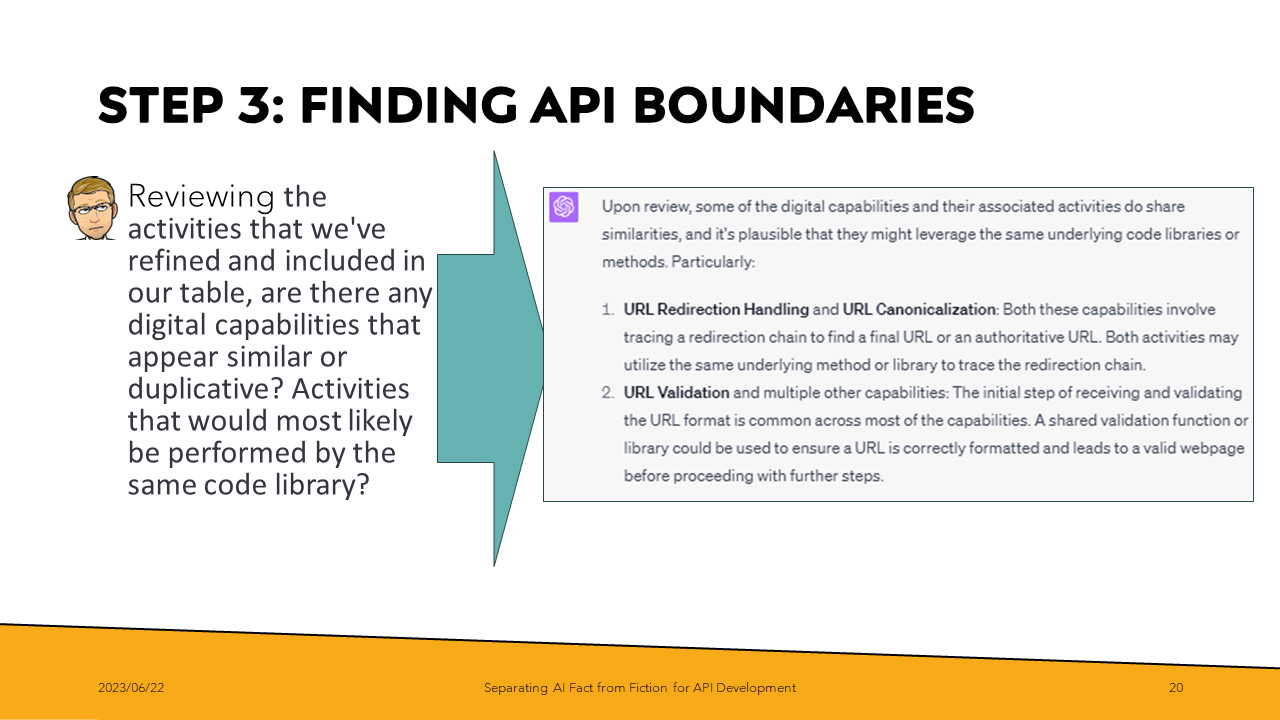 STEP 3: FINDING API BOUNDARIES
Reviewing the
activities that we've
refined and included in
our table, are there any
digital capabilities that
appear similar or
duplicative? Activities
that would most likely
be performed by the
same code library?
Upon review, some of the digital capabilities and their associated activities do share
similarities, and it's plausible that they might leverage the same underlying code libraries or
methods. Particularly:
1. URL Redirection Handling and URL Canonicalization: Both these capabilities involve
tracing a redirection chain to find a final URL or an authoritative URL. Both activities may
utilize the same underlying method or library to trace the redirection chain.
2. URL Validation and multiple other capabilities: The initial step of receiving and validating
the URL format is common across most of the capabilities. A shared validation function or
library could be used to ensure a URL is correctly formatted and leads to a valid webpage
before proceeding with further steps.
2023/06/22
Separating AI Fact from Fiction for API Development
20